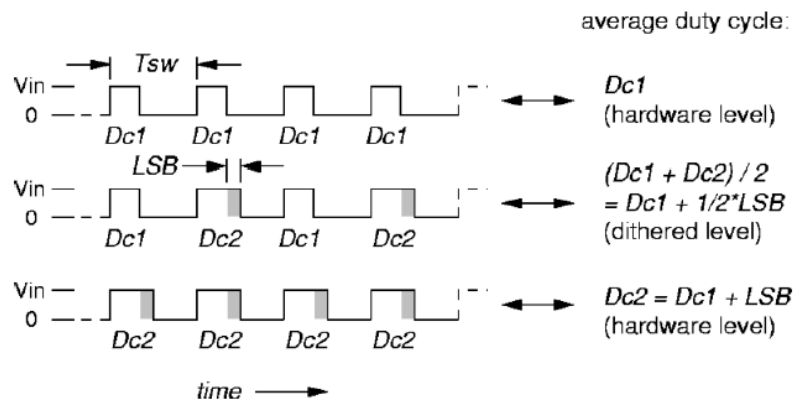 average duty cycle:
Tsw
Vin
0
Dc1 Dc1 Dc1 Dc1
Dc1
(hardware level)
LSB
Vin
0
Dc1 Dc2 Dc1 Dc2
(Dc1 + Dc2) / 2
= Dc1 + 1/2*LSB
(dithered level)
Vin
0
Dc2 Dc2 Dc2 Dc2
Dc2 = Dc1 + LSB
(hardware level)
time